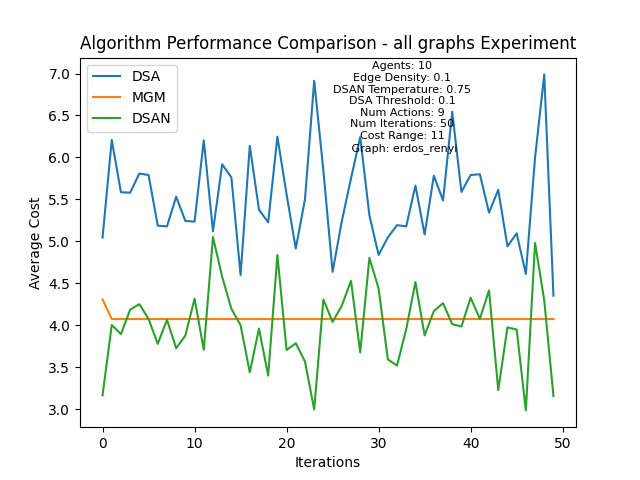 Algorithm Performance Comparison - all graphs Experiment
DSA
MGM
DSAN
Agents: 10
Edge Density: 0.1
DSAN Temperature: 0.75
DSA Threshold: 0.1
Num Actions: 9
Num Iterations: 50
Cost Range: 11
Graph: erdos_renyi
Average Cost
7.0
6.5
6.0
5.5
5.0
4.5
4.0
3.5
3.0
0 10 20 30 40 50
Iterations